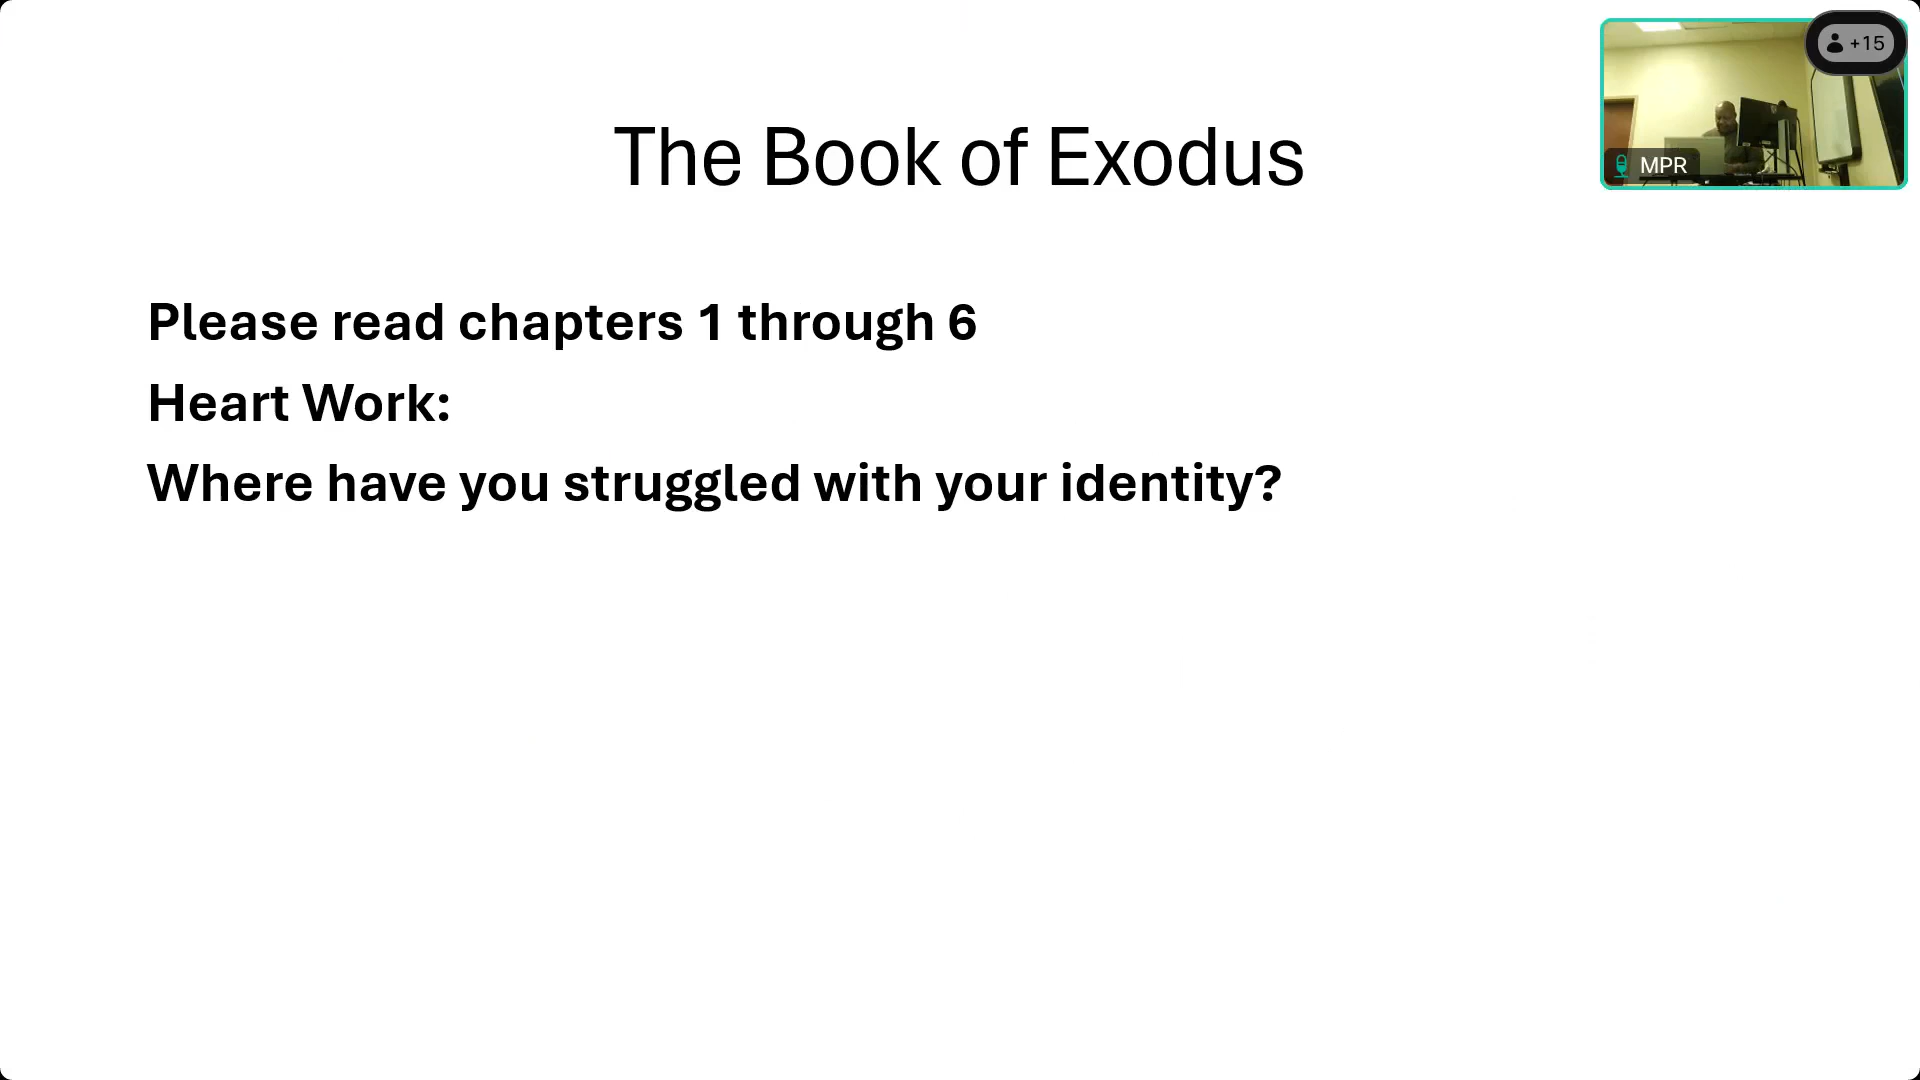 +15
MPR
The Book of Exodus
Please read chapters 1 through 6
Heart Work:
Where have you struggled with your identity?